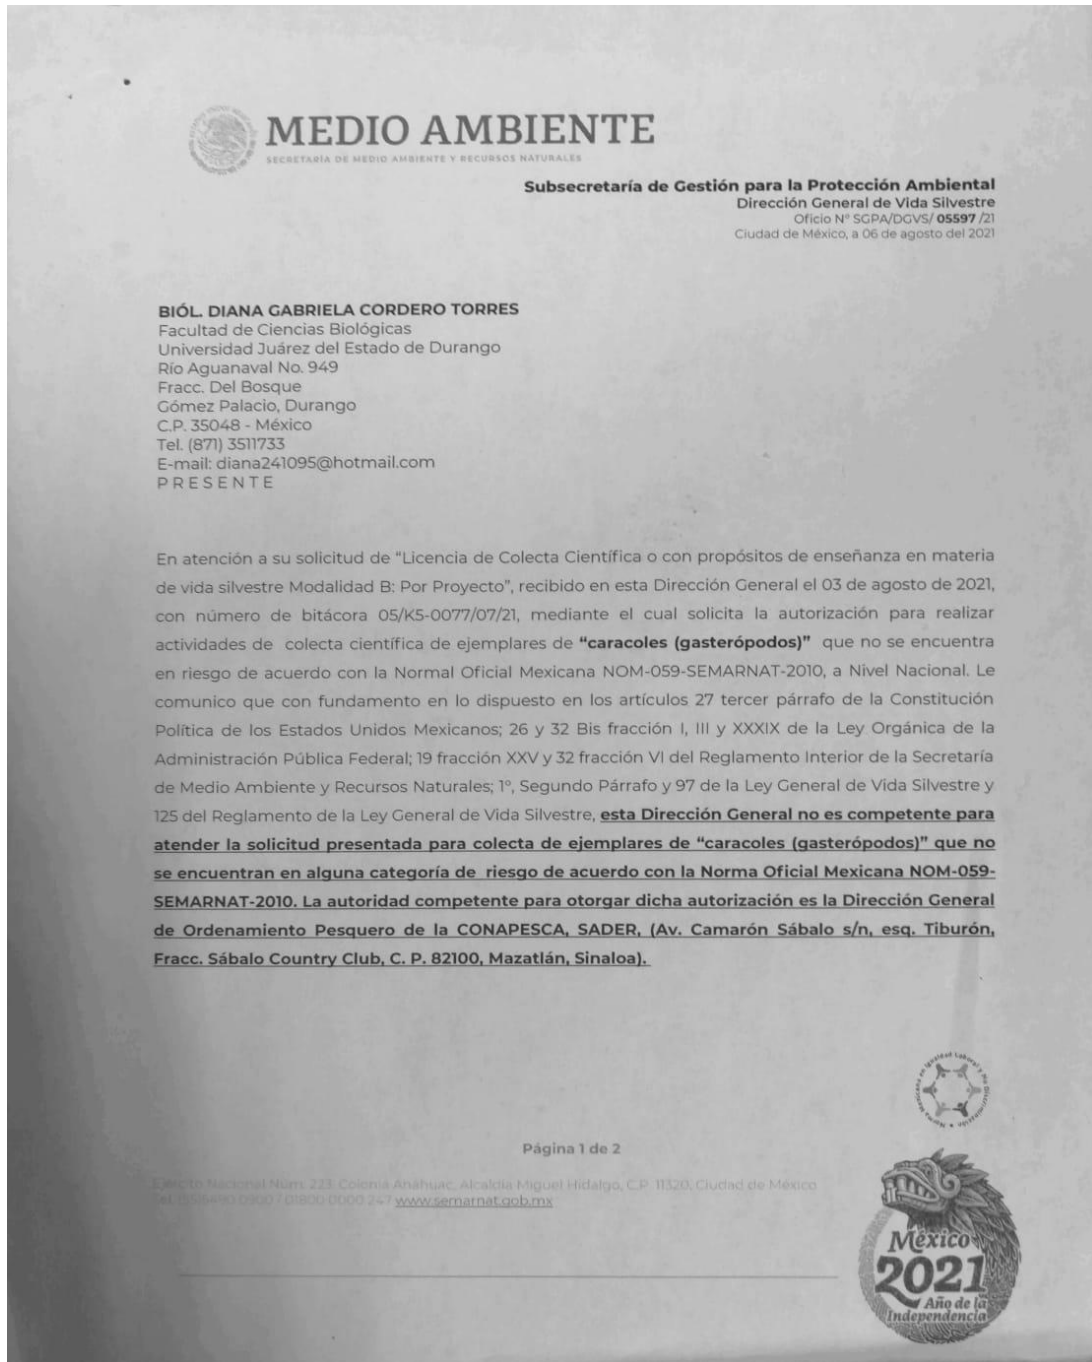 MEDIO AMBIENTE
SECRETARÍA DE MEDIO AMBIENTE Y RECURSOS NATURALES
Subsecretaría de Gestión para la Protección Ambiental
Dirección General de Vida Silvestre
Oficio N° SGPA/DGVS/ 05597 /21
Ciudad de México, a 06 de agosto del 2021
BIÓL. DIANA GABRIELA CORDERO TORRES
Facultad de Ciencias Biológicas
Universidad Juárez del Estado de Durango
Río Aguanaval No. 949
Fracc. Del Bosque
Gómez Palacio, Durango
C.P. 35048 - México
Tel. (871) 3511733
E-mail: diana241095@hotmail.com
P R E S E N T E
En atención a su solicitud de “Licencia de Colecta Científica o con propósitos de enseñanza en materia
de vida silvestre Modalidad B: Por Proyecto”, recibido en esta Dirección General el 03 de agosto de 2021,
con número de bitácora 05/K5-0077/07/21, mediante el cual solicita la autorización para realizar
actividades de colecta científica de ejemplares de “caracoles (gasterópodos)” que no se encuentra
en riesgo de acuerdo con la Normal Oficial Mexicana NOM-059-SEMARNAT-2010, a Nivel Nacional. Le
comunico que con fundamento en lo dispuesto en los artículos 27 tercer párrafo de la Constitución
Política de los Estados Unidos Mexicanos; 26 y 32 Bis fracción I, III y XXXIX de la Ley Orgánica de la
Administración Pública Federal; 19 fracción XXV y 32 fracción VI del Reglamento Interior de la Secretaría
de Medio Ambiente y Recursos Naturales; 1°, Segundo Párrafo y 97 de la Ley General de Vida Silvestre y
125 del Reglamento de la Ley General de Vida Silvestre, esta Dirección General no es competente para
atender la solicitud presentada para colecta de ejemplares de “caracoles (gasterópodos)” que no
se encuentran en alguna categoría de riesgo de acuerdo con la Norma Oficial Mexicana NOM-059-
SEMARNAT-2010. La autoridad competente para otorgar dicha autorización es la Dirección General
de Ordenamiento Pesquero de la CONAPESCA, SADER, (Av. Camarón Sábalo s/n, esq. Tiburón,
Fracc. Sábalo Country Club, C. P. 82100, Mazatlán, Sinaloa).
Norma Mexicana en Igualdad Laboral y No Discriminación
Página 1 de 2
Ejército Nacional Núm. 223, Colonia Anáhuac, Alcaldía Miguel Hidalgo, C.P. 11320, Ciudad de México
0900 / 01800 0000 247 www.semarnat.gob.mx
México
2021
Año de la
Independencia